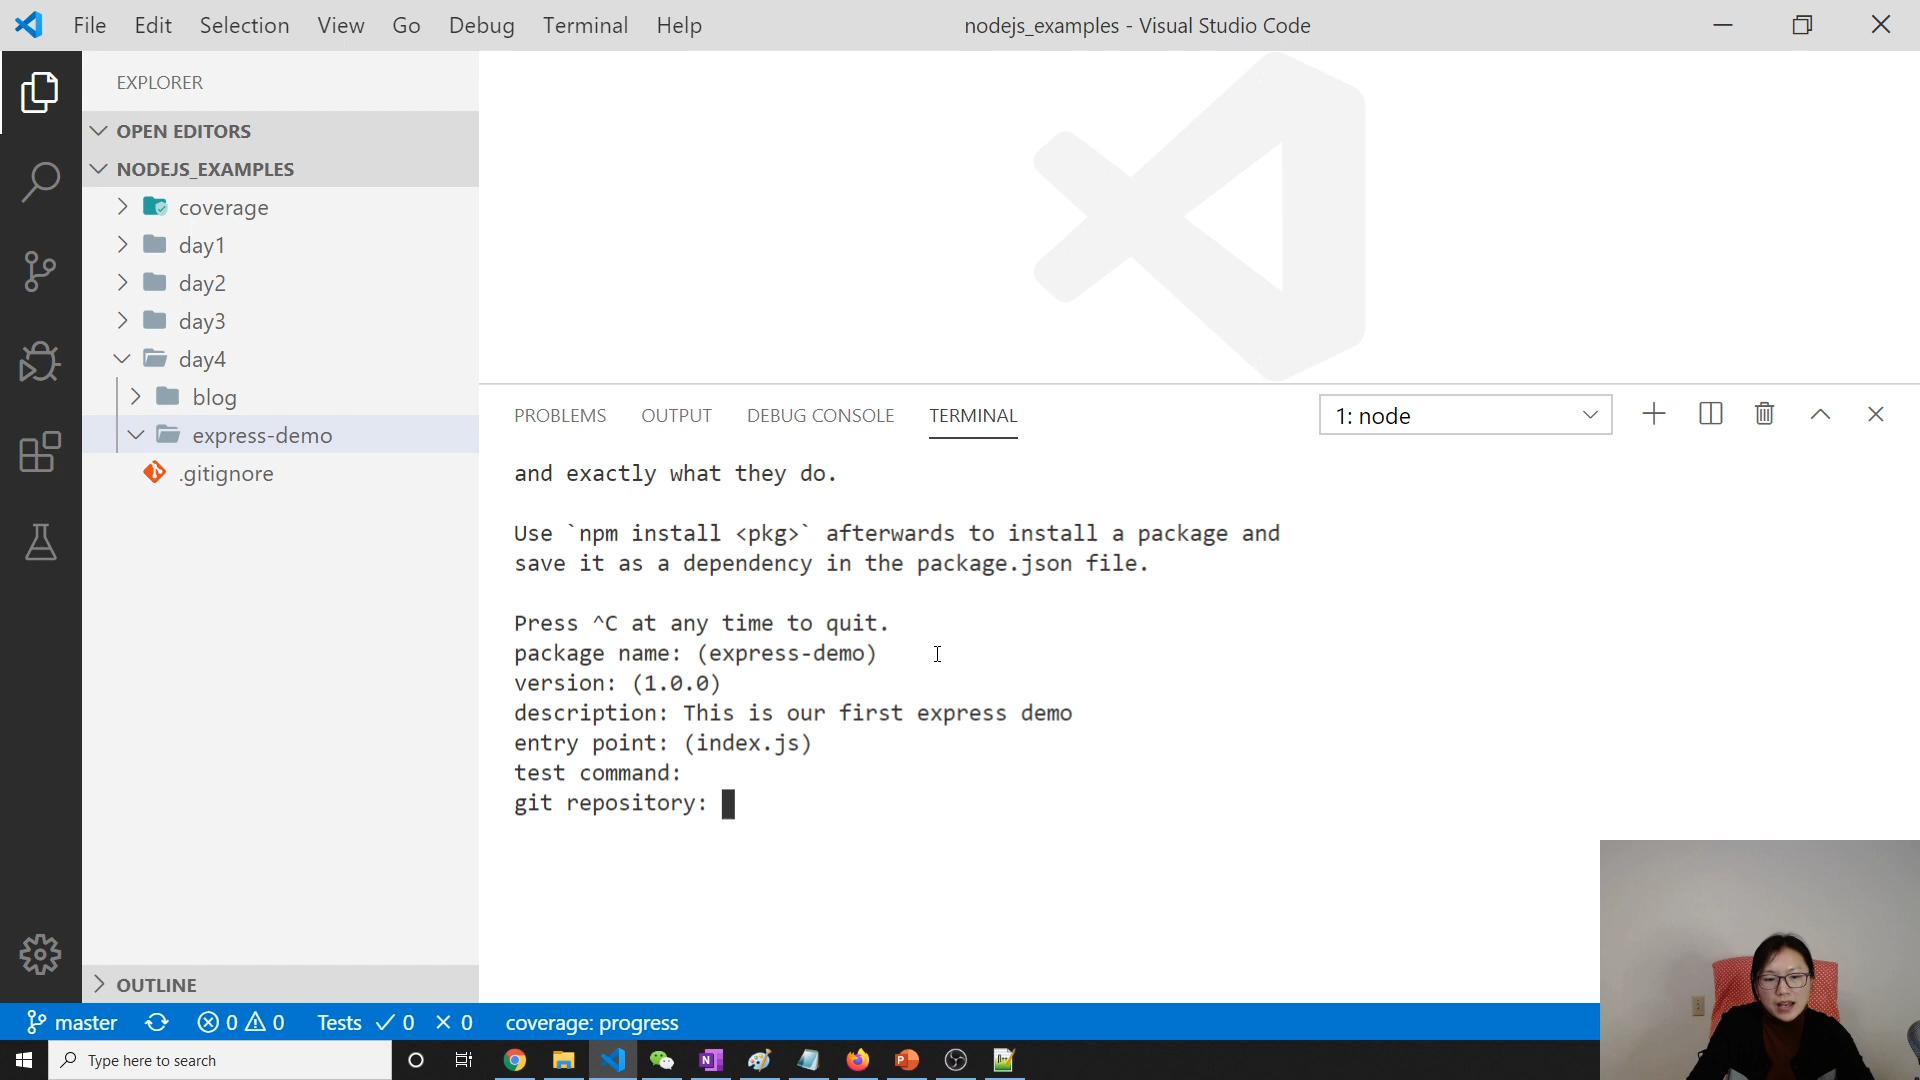 File Edit Selection View Go Debug Terminal Help
nodejs_examples - Visual Studio Code
EXPLORER
OPEN EDITORS
NODEJS_EXAMPLES
coverage
day1
day2
day3
day4
blog
express-demo
.gitignore
OUTLINE
PROBLEMS OUTPUT DEBUG CONSOLE TERMINAL
1: node
and exactly what they do.
Use `npm install <pkg>` afterwards to install a package and
save it as a dependency in the package.json file.
Press ^C at any time to quit.
package name: (express-demo)
version: (1.0.0)
description: This is our first express demo
entry point: (index.js)
test command:
git repository:
master 0 0 Tests 0 0 coverage: progress
Type here to search